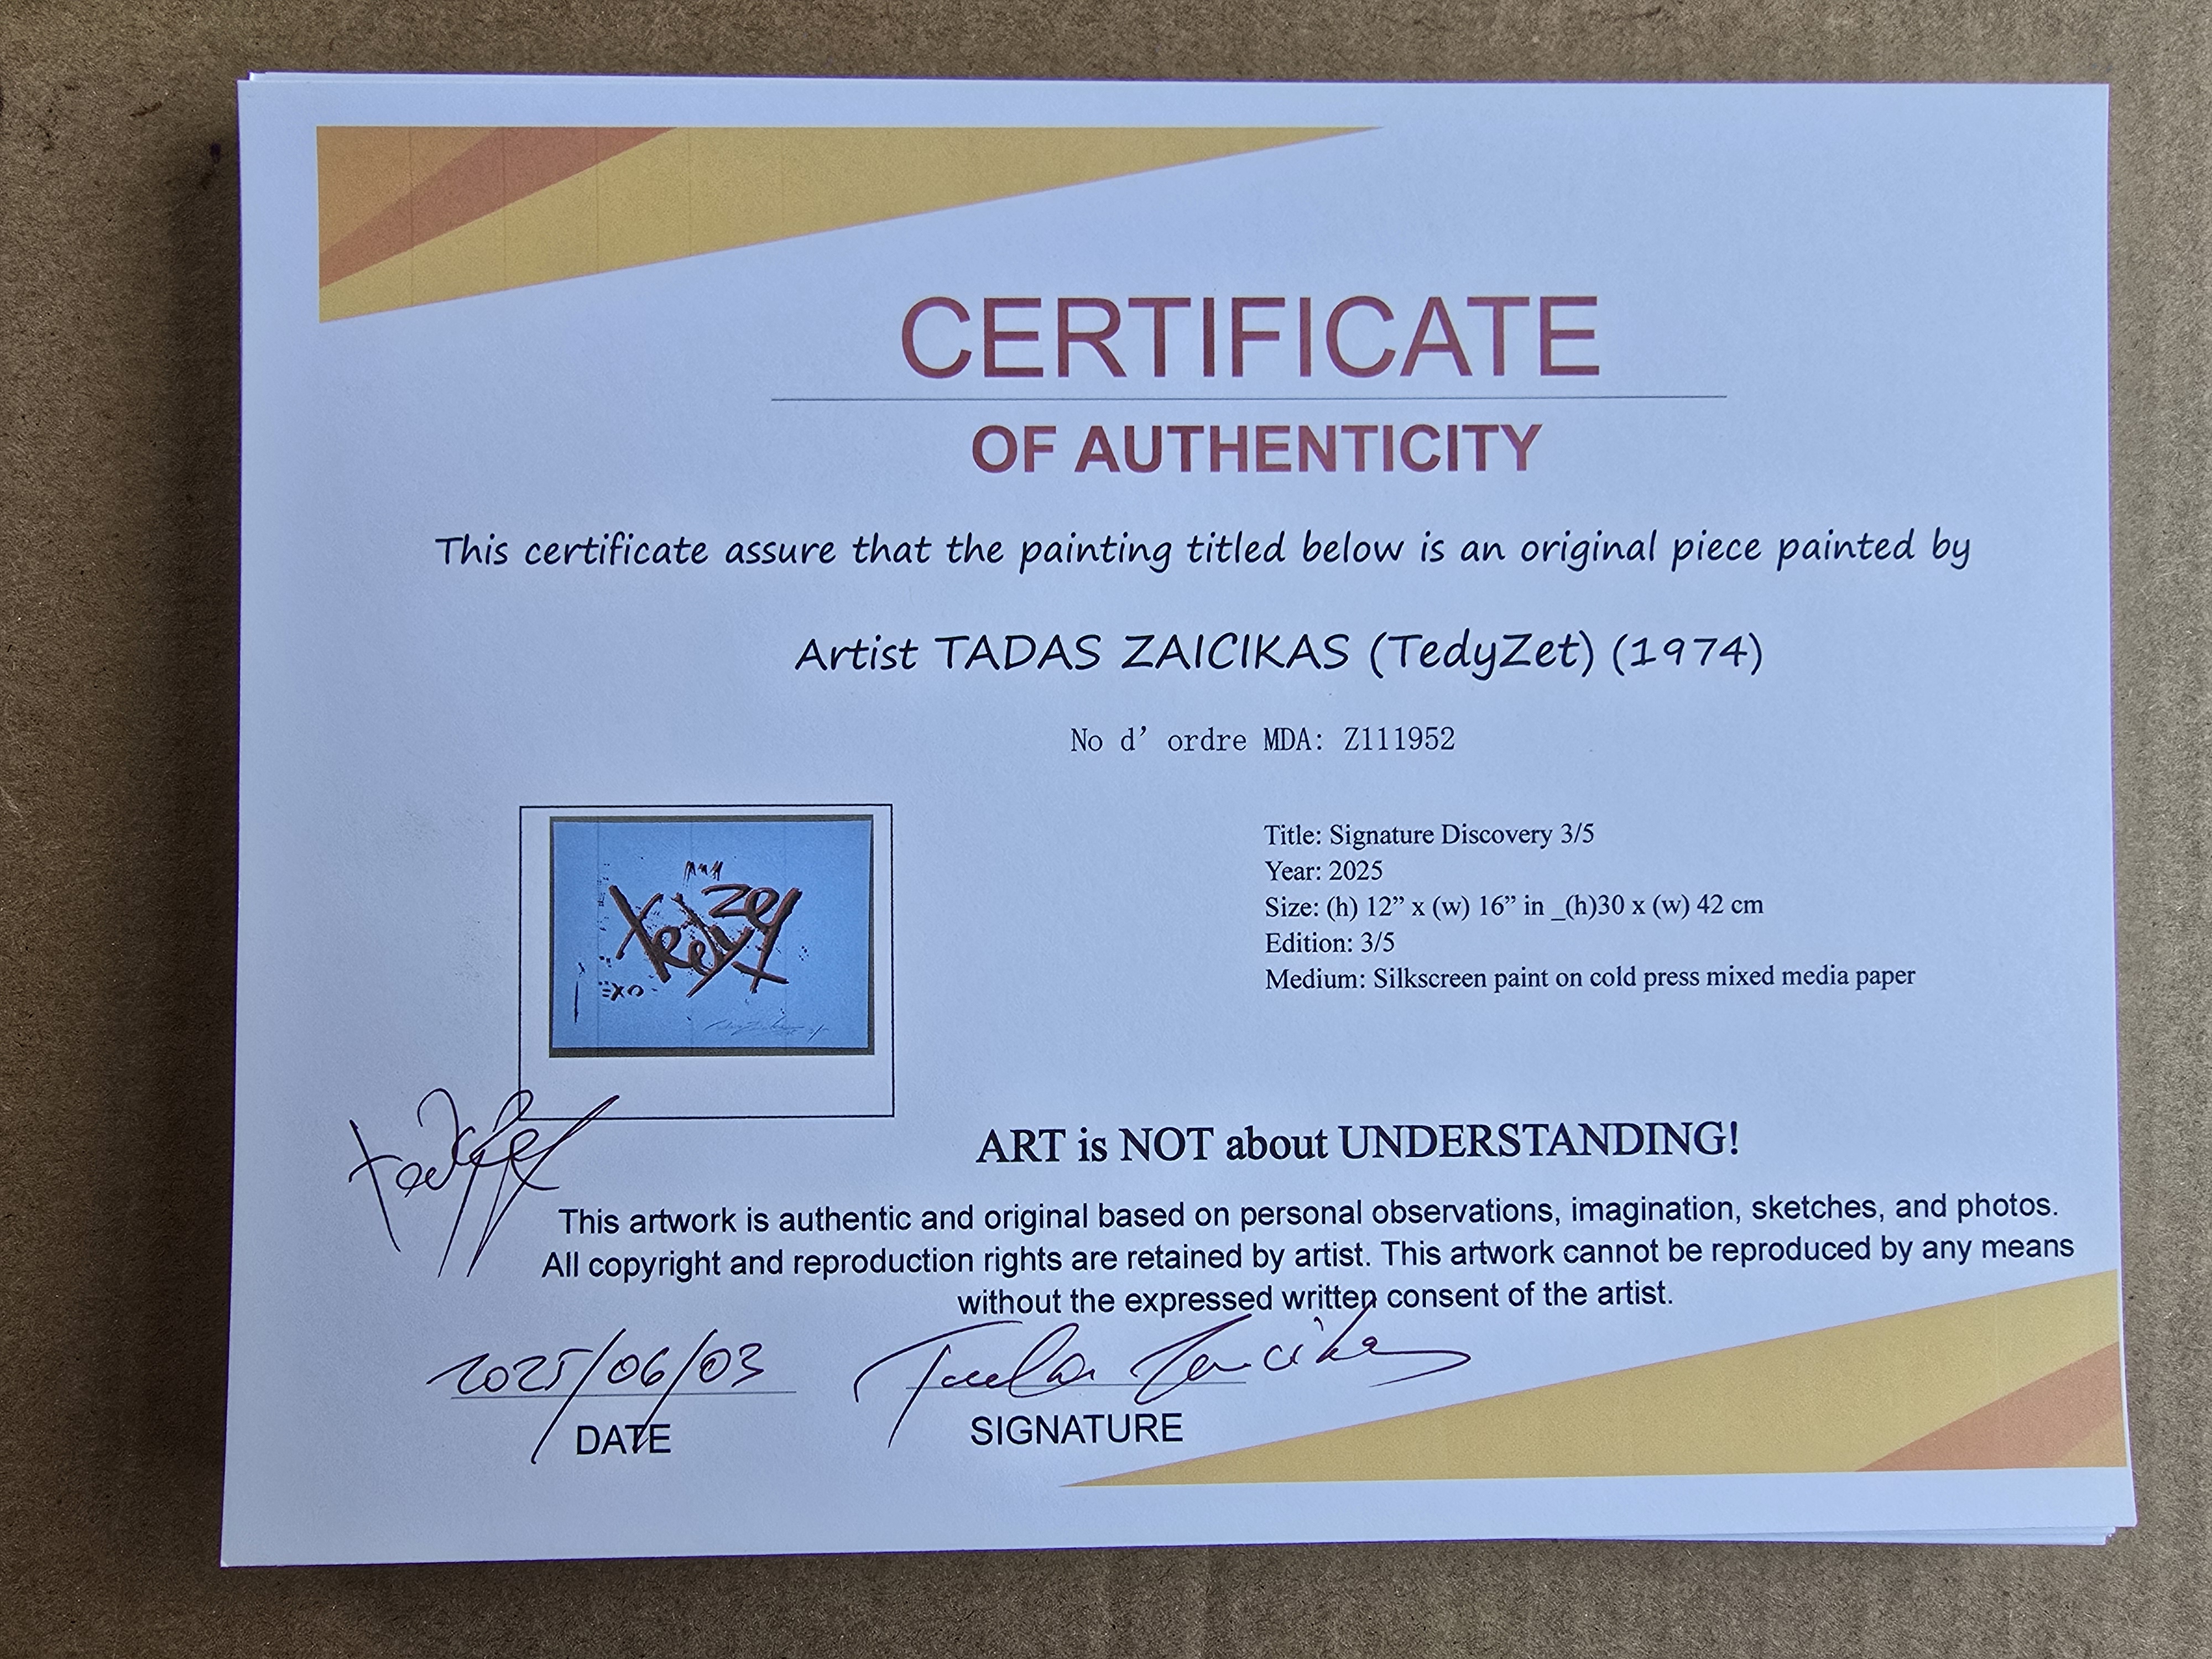 CERTIFICATE
OF AUTHENTICITY
This certificate assure that the painting titled below is an original piece painted by
Artist TADAS ZAICIKAS (TedyZet) (1974)
No d' ordre MDA: Z111952
Title: Signature Discovery 3/5
Year: 2025
Size: (h) 12” x (w) 16” in _(h)30 x (w) 42 cm
Edition: 3/5
Medium: Silkscreen paint on cold press mixed media paper
ART is NOT about UNDERSTANDING!
This artwork is authentic and original based on personal observations, imagination, sketches, and photos.
All copyright and reproduction rights are retained by artist. This artwork cannot be reproduced by any means
without the expressed written consent of the artist.
2025/06/03
DATE
SIGNATURE